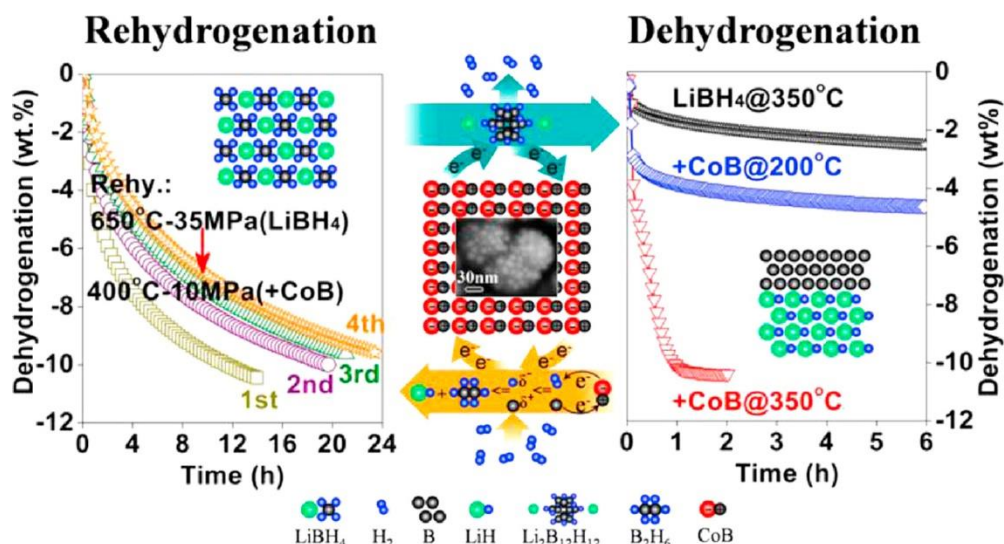 Rehydrogenation
Dehydrogenation
0
-2
-4
-6
-8
-10
-12
Dehydrogenation (wt.%)
Rehy.:
650°C-35MPa(LiBH4)
400°C-10MPa(+CoB)
4th
3rd
2nd
1st
0 4 8 12 16 20 24
Time (h)
e- e-
30nm
e- e-
+ <= δ- <= e-
δ+ e-
LiBH4@350°C
+CoB@200°C
+CoB@350°C
0
-2
-4
-6
-8
-10
-12
Dehydrogenation (wt%)
0 1 2 3 4 5 6
Time (h)
LiBH4 H2 B LiH Li2B12H12 B2H6 CoB